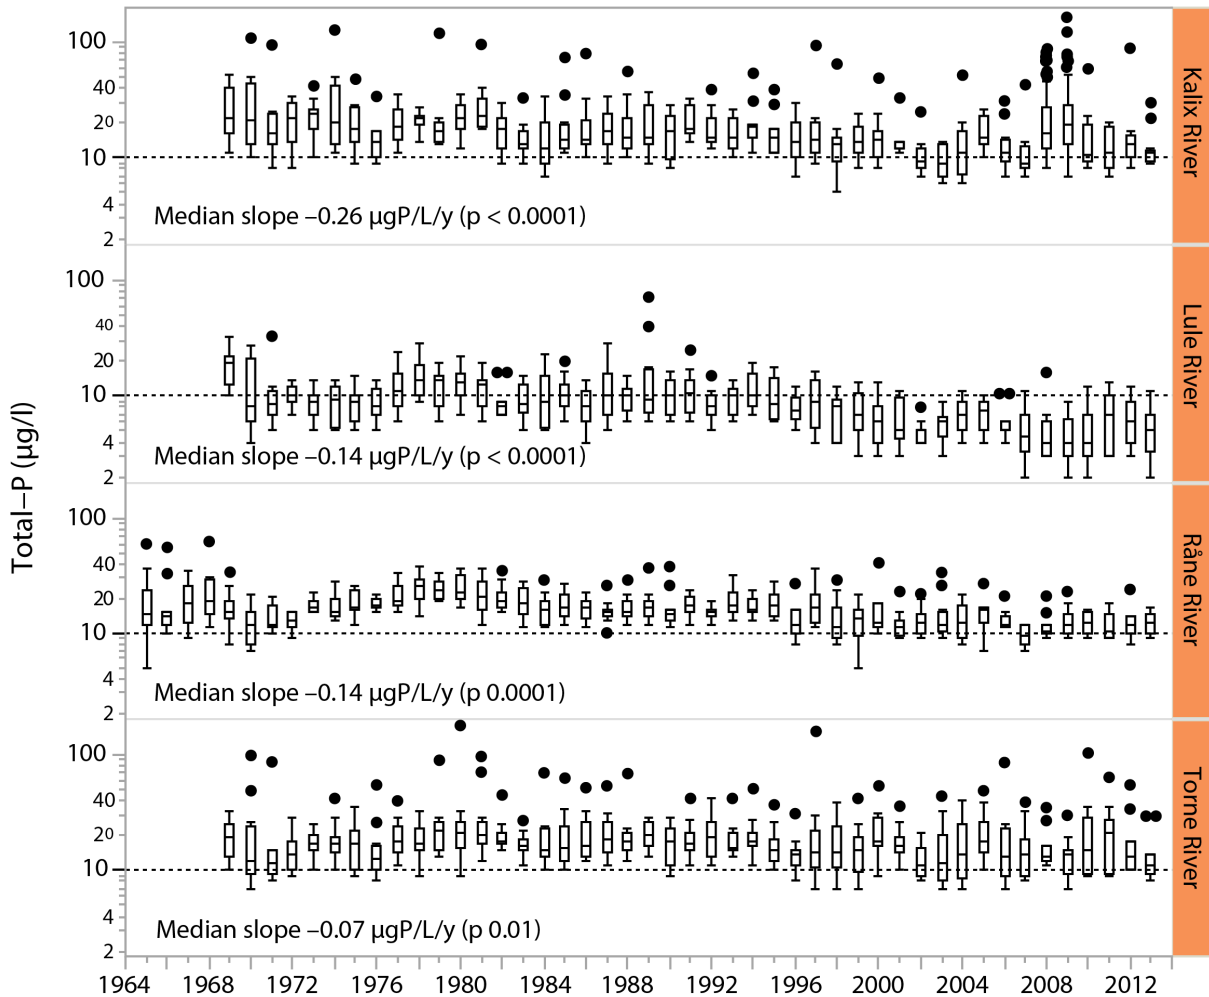 Total–P (µg/l)
100
40
20
10
4
2
Median slope –0.26 µgP/L/y (p < 0.0001)
Kalix River
100
40
20
10
4
2
Median slope –0.14 µgP/L/y (p < 0.0001)
Lule River
100
40
20
10
4
2
Median slope –0.14 µgP/L/y (p 0.0001)
Råne River
100
40
20
10
4
2
Median slope –0.07 µgP/L/y (p 0.01)
Torne River
1964 1968 1972 1976 1980 1984 1988 1992 1996 2000 2004 2008 2012